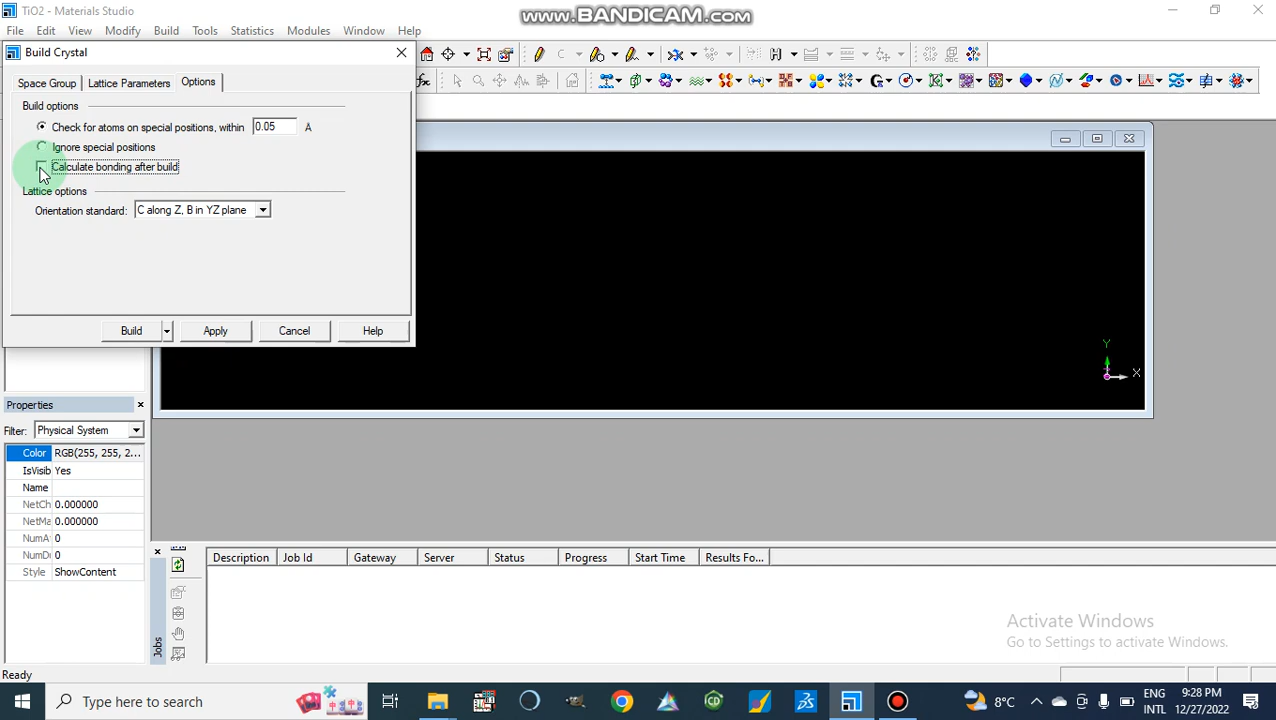 TiO2 - Materials Studio
www.BANDICAM.com
File Edit View Modify Build Tools Statistics Modules Window Help
Build Crystal
Space Group Lattice Parameters Options
Build options
Check for atoms on special positions, within 0.05 A
Ignore special positions
Calculate bonding after build
Lattice options
Orientation standard: C along Z, B in YZ plane
Build Apply Cancel Help
Y
X
Properties
Filter: Physical System
Color RGB(255, 255, 2...
IsVisib Yes
Name
NetCh 0.000000
NetMa 0.000000
NumA 0
NumD 0
Style ShowContent
Description Job Id Gateway Server Status Progress Start Time Results Fo...
Jobs
Activate Windows
Go to Settings to activate Windows.
Ready
Type here to search
8°C
ENG
INTL
9:28 PM
12/27/2022